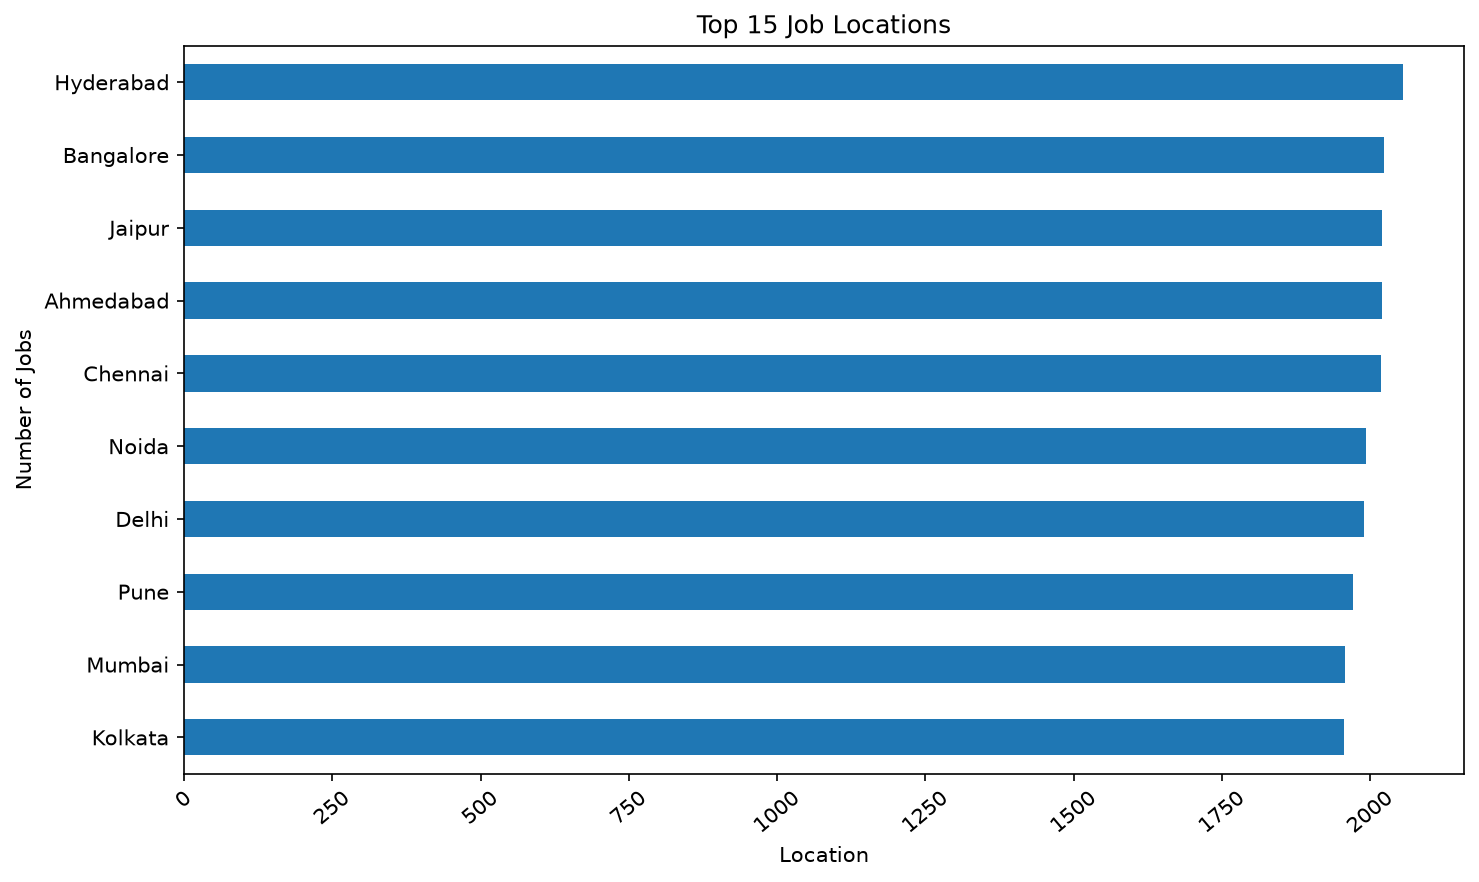 Top 15 Job Locations
Number of Jobs
Hyderabad
Bangalore
Jaipur
Ahmedabad
Chennai
Noida
Delhi
Pune
Mumbai
Kolkata
0 250 500 750 1000 1250 1500 1750 2000
Location